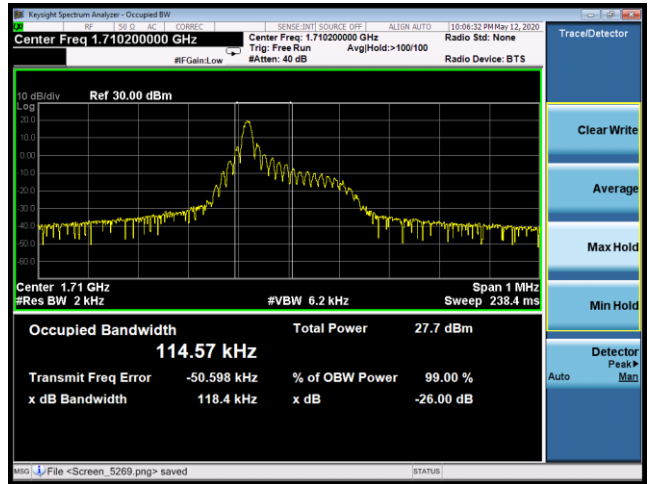 Keysight Spectrum Analyzer - Occupied BW
RF 50 Ω AC CORREC SENSE:INT SOURCE OFF ALIGN AUTO 10:06:32 PM May 12, 2020
Center Freq 1.710200000 GHz Center Freq: 1.710200000 GHz Radio Std: None
Trig: Free Run Avg|Hold:>100/100
#IFGain:Low #Atten: 40 dB Radio Device: BTS
Trace/Detector
10 dB/div Ref 30.00 dBm
Log
20.0
10.0
0.00
-10.0
-20.0
-30.0
-40.0
-50.0
-60.0
Center 1.71 GHz Span 1 MHz
#Res BW 2 kHz #VBW 6.2 kHz Sweep 238.4 ms
Occupied Bandwidth Total Power 27.7 dBm
114.57 kHz
Transmit Freq Error -50.598 kHz % of OBW Power 99.00 %
x dB Bandwidth 118.4 kHz x dB -26.00 dB
Clear Write
Average
Max Hold
Min Hold
Detector
Peak▶
Auto Man
MSG File <Screen_5269.png> saved STATUS